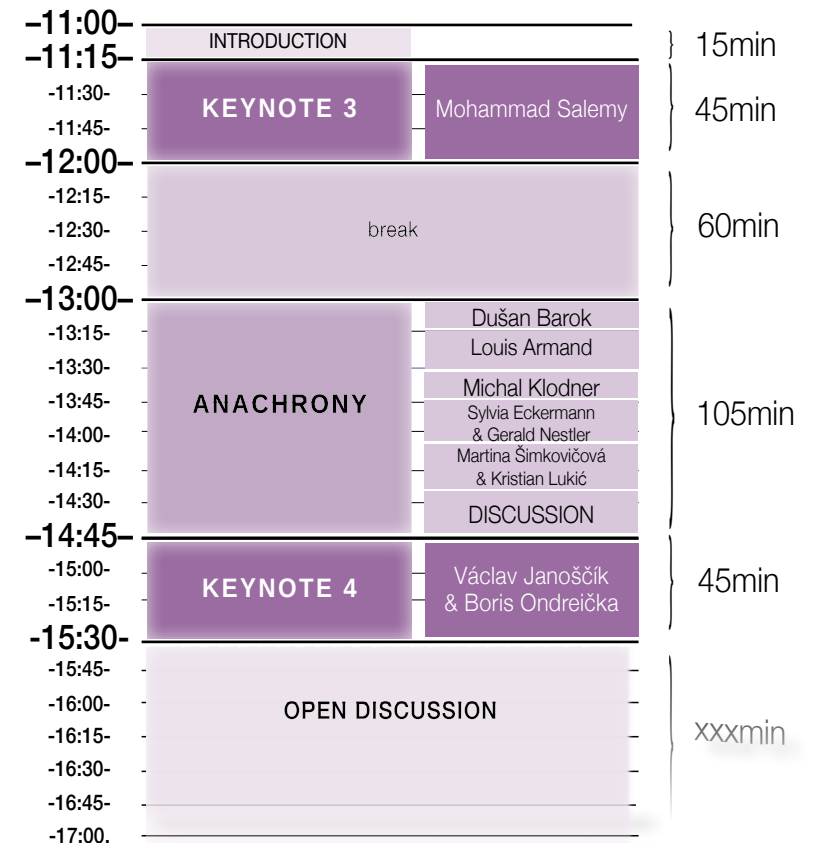 –11:00–
INTRODUCTION
15min
–11:15–
-11:30-
KEYNOTE 3
Mohammad Salemy
45min
-11:45-
–12:00–
-12:15-
-12:30-
break
60min
-12:45-
–13:00–
Dušan Barok
-13:15-
Louis Armand
-13:30-
Michal Klodner
-13:45-
ANACHRONY
105min
Sylvia Eckermann
& Gerald Nestler
-14:00-
Martina Šimkovičová
& Kristian Lukić
-14:15-
-14:30-
DISCUSSION
–14:45–
-15:00-
KEYNOTE 4
Václav Janoščík
& Boris Ondreička
45min
-15:15-
-15:30-
-15:45-
-16:00-
OPEN DISCUSSION
-16:15-
xxxmin
-16:30-
-16:45-
-17:00.